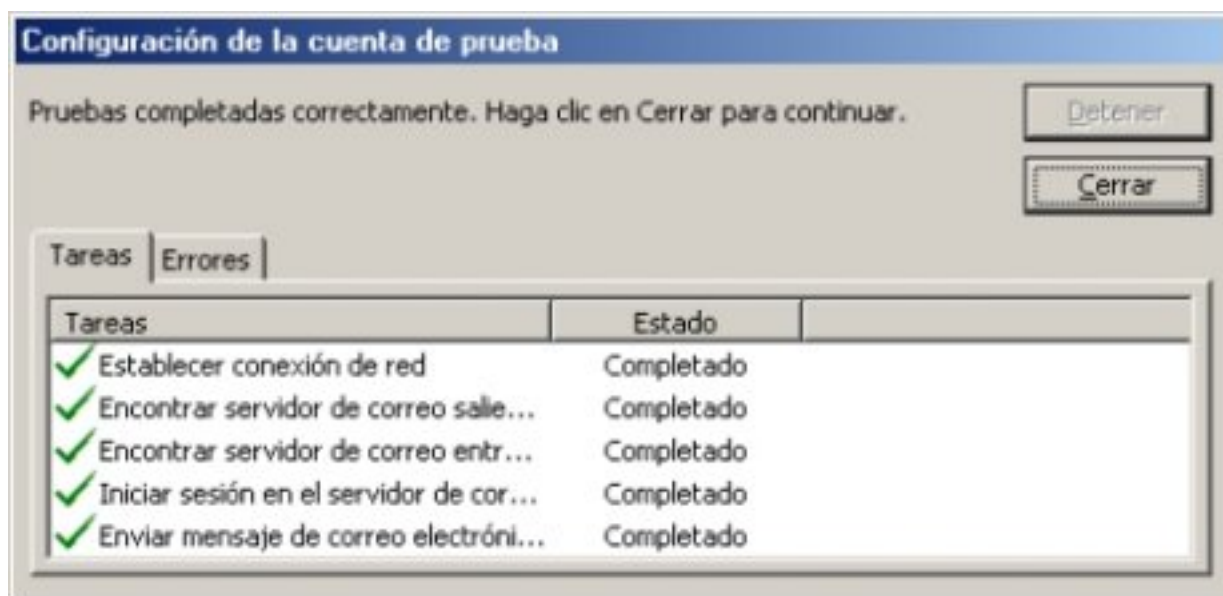 Configuración de la cuenta de prueba
Pruebas completadas correctamente. Haga clic en Cerrar para continuar.
Detener
Cerrar
Tareas Errores
Tareas Estado
Establecer conexión de red Completado
Encontrar servidor de correo salie... Completado
Encontrar servidor de correo entr... Completado
Iniciar sesión en el servidor de cor... Completado
Enviar mensaje de correo electróni... Completado